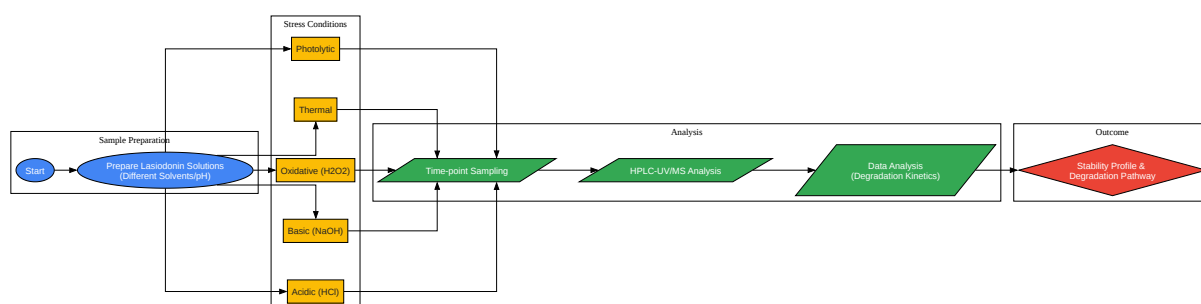 Stress Conditions
Photolytic
Thermal
Sample Preparation
Analysis
Outcome
Start
Prepare Lasiodonin Solutions
(Different Solvents/pH)
Oxidative (H2O2)
Time-point Sampling
HPLC-UV/MS Analysis
Data Analysis
(Degradation Kinetics)
Stability Profile &
Degradation Pathway
Basic (NaOH)
Acidic (HCl)